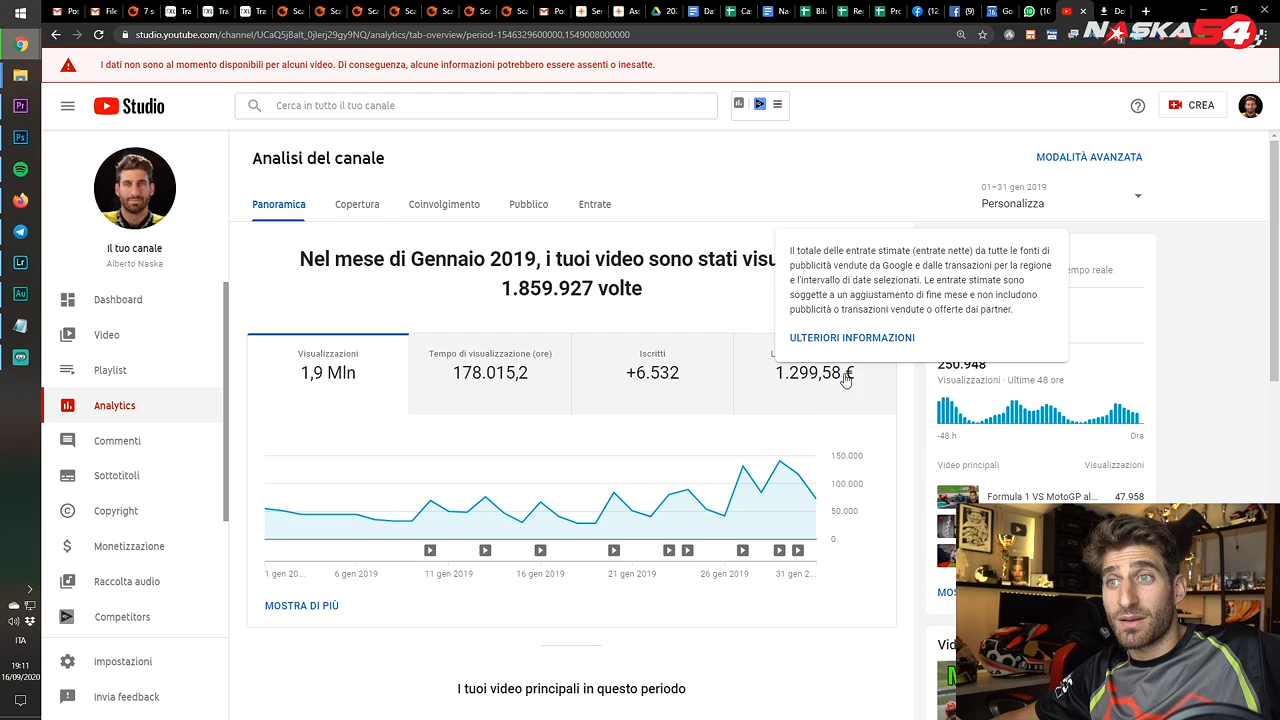 studio.youtube.com/channel/UCaQ5jBaIt_0jlerj29gy9NQ/analytics/tab-overview/period-1546329600000,1549008000000
NASKA54
I dati non sono al momento disponibili per alcuni video. Di conseguenza, alcune informazioni potrebbero essere assenti o inesatte.
Studio
Cerca in tutto il tuo canale
CREA
Analisi del canale
MODALITÀ AVANZATA
01–31 gen 2019
Personalizza
Panoramica
Copertura
Coinvolgimento
Pubblico
Entrate
Il tuo canale
Alberto Naska
Dashboard
Video
Playlist
Analytics
Commenti
Sottotitoli
Copyright
Monetizzazione
Raccolta audio
Competitors
Impostazioni
Invia feedback
Nel mese di Gennaio 2019, i tuoi video sono stati visu
1.859.927 volte
Il totale delle entrate stimate (entrate nette) da tutte le fonti di
pubblicità vendute da Google e dalle transazioni per la regione
e l'intervallo di date selezionati. Le entrate stimate sono
soggette a un aggiustamento di fine mese e non includono
pubblicità o transazioni vendute o offerte dai partner.
ULTERIORI INFORMAZIONI
empo reale
Visualizzazioni
1,9 Mln
Tempo di visualizzazione (ore)
178.015,2
Iscritti
+6.532
1.299,58 €
150.000
100.000
50.000
0
1 gen 20...
6 gen 2019
11 gen 2019
16 gen 2019
21 gen 2019
26 gen 2019
31 gen 2...
MOSTRA DI PIÙ
I tuoi video principali in questo periodo
250.948
Visualizzazioni · Ultime 48 ore
-48 h
Ora
Video principali
Visualizzazioni
Formula 1 VS MotoGP al...
47.958
MOS
Vid
ITA
19:11
16/09/2020